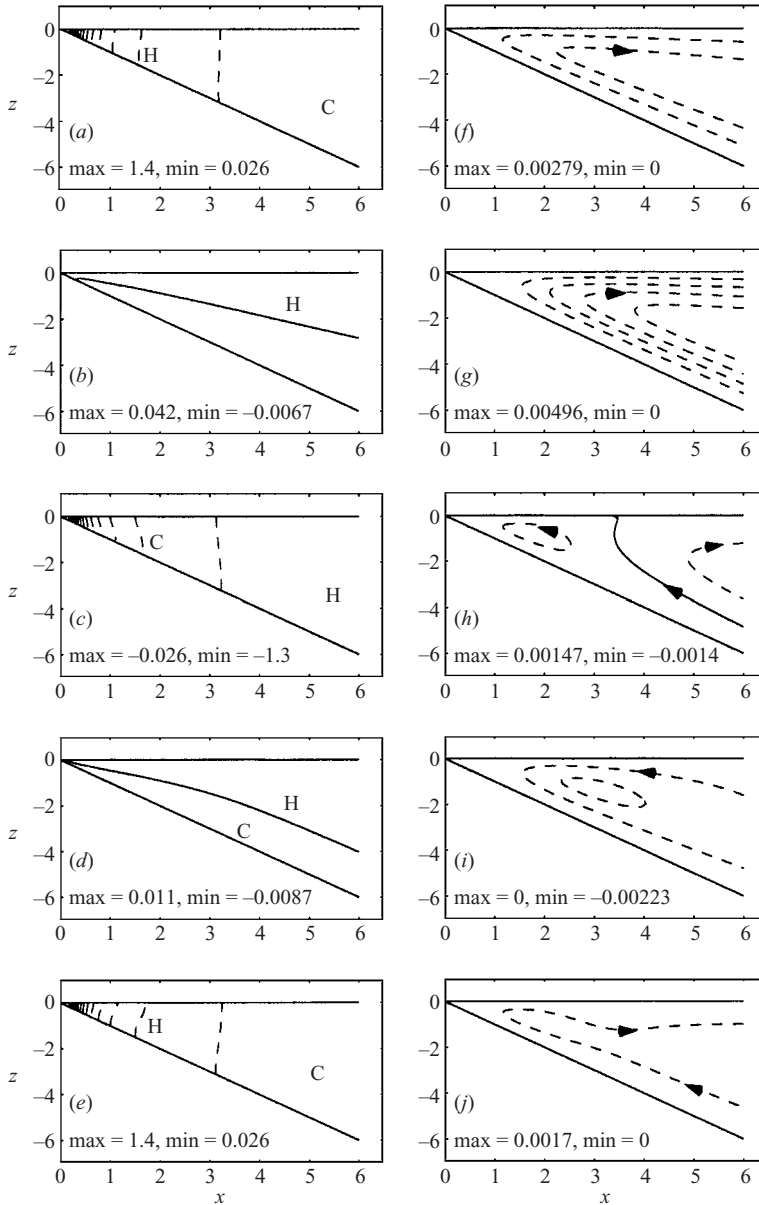 0
–2
z
–4
–6
H
C
(a)
max = 1.4, min = 0.026
0 1 2 3 4 5 6
0
–2
–4
–6
(f)
max = 0.00279, min = 0
0 1 2 3 4 5 6
0
–2
z
–4
–6
H
(b)
max = 0.042, min = –0.0067
0 1 2 3 4 5 6
0
–2
–4
–6
(g)
max = 0.00496, min = 0
0 1 2 3 4 5 6
0
–2
z
–4
–6
C
H
(c)
max = –0.026, min = –1.3
0 1 2 3 4 5 6
0
–2
–4
–6
(h)
max = 0.00147, min = –0.0014
0 1 2 3 4 5 6
0
–2
z
–4
–6
H
C
(d)
max = 0.011, min = –0.0087
0 1 2 3 4 5 6
0
–2
–4
–6
(i)
max = 0, min = –0.00223
0 1 2 3 4 5 6
0
–2
z
–4
–6
H
C
(e)
max = 1.4, min = 0.026
0 1 2 3 4 5 6
x
0
–2
–4
–6
(j)
max = 0.0017, min = 0
0 1 2 3 4 5 6
x